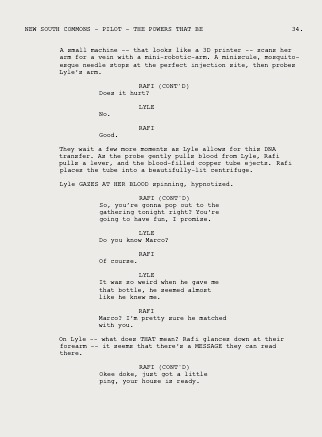 NEW SOUTH COMMONS - PILOT - THE POWERS THAT BE 34.
A small machine -- that looks like a 3D printer -- scans her
arm for a vein with a mini-robotic-arm. A miniscule, mosquito-
esque needle stops at the perfect injection site, then probes
Lyle's arm.
RAFI (CONT'D)
Does it hurt?
LYLE
No.
RAFI
Good.
They wait a few more moments as Lyle allows for this DNA
transfer. As the probe gently pulls blood from Lyle, Rafi
pulls a lever, and the blood-filled copper tube ejects. Rafi
places the tube into a beautifully-lit centrifuge.
Lyle GAZES AT HER BLOOD spinning, hypnotized.
RAFI (CONT'D)
So, you're gonna pop out to the
gathering tonight right? You're
going to have fun, I promise.
LYLE
Do you know Marco?
RAFI
Of course.
LYLE
It was so weird when he gave me
that bottle, he seemed almost
like he knew me.
RAFI
Marco? I'm pretty sure he matched
with you.
On Lyle -- what does THAT mean? Rafi glances down at their
forearm -- it seems that there's a MESSAGE they can read
there.
RAFI (CONT'D)
Okee doke, just got a little
ping, your house is ready.